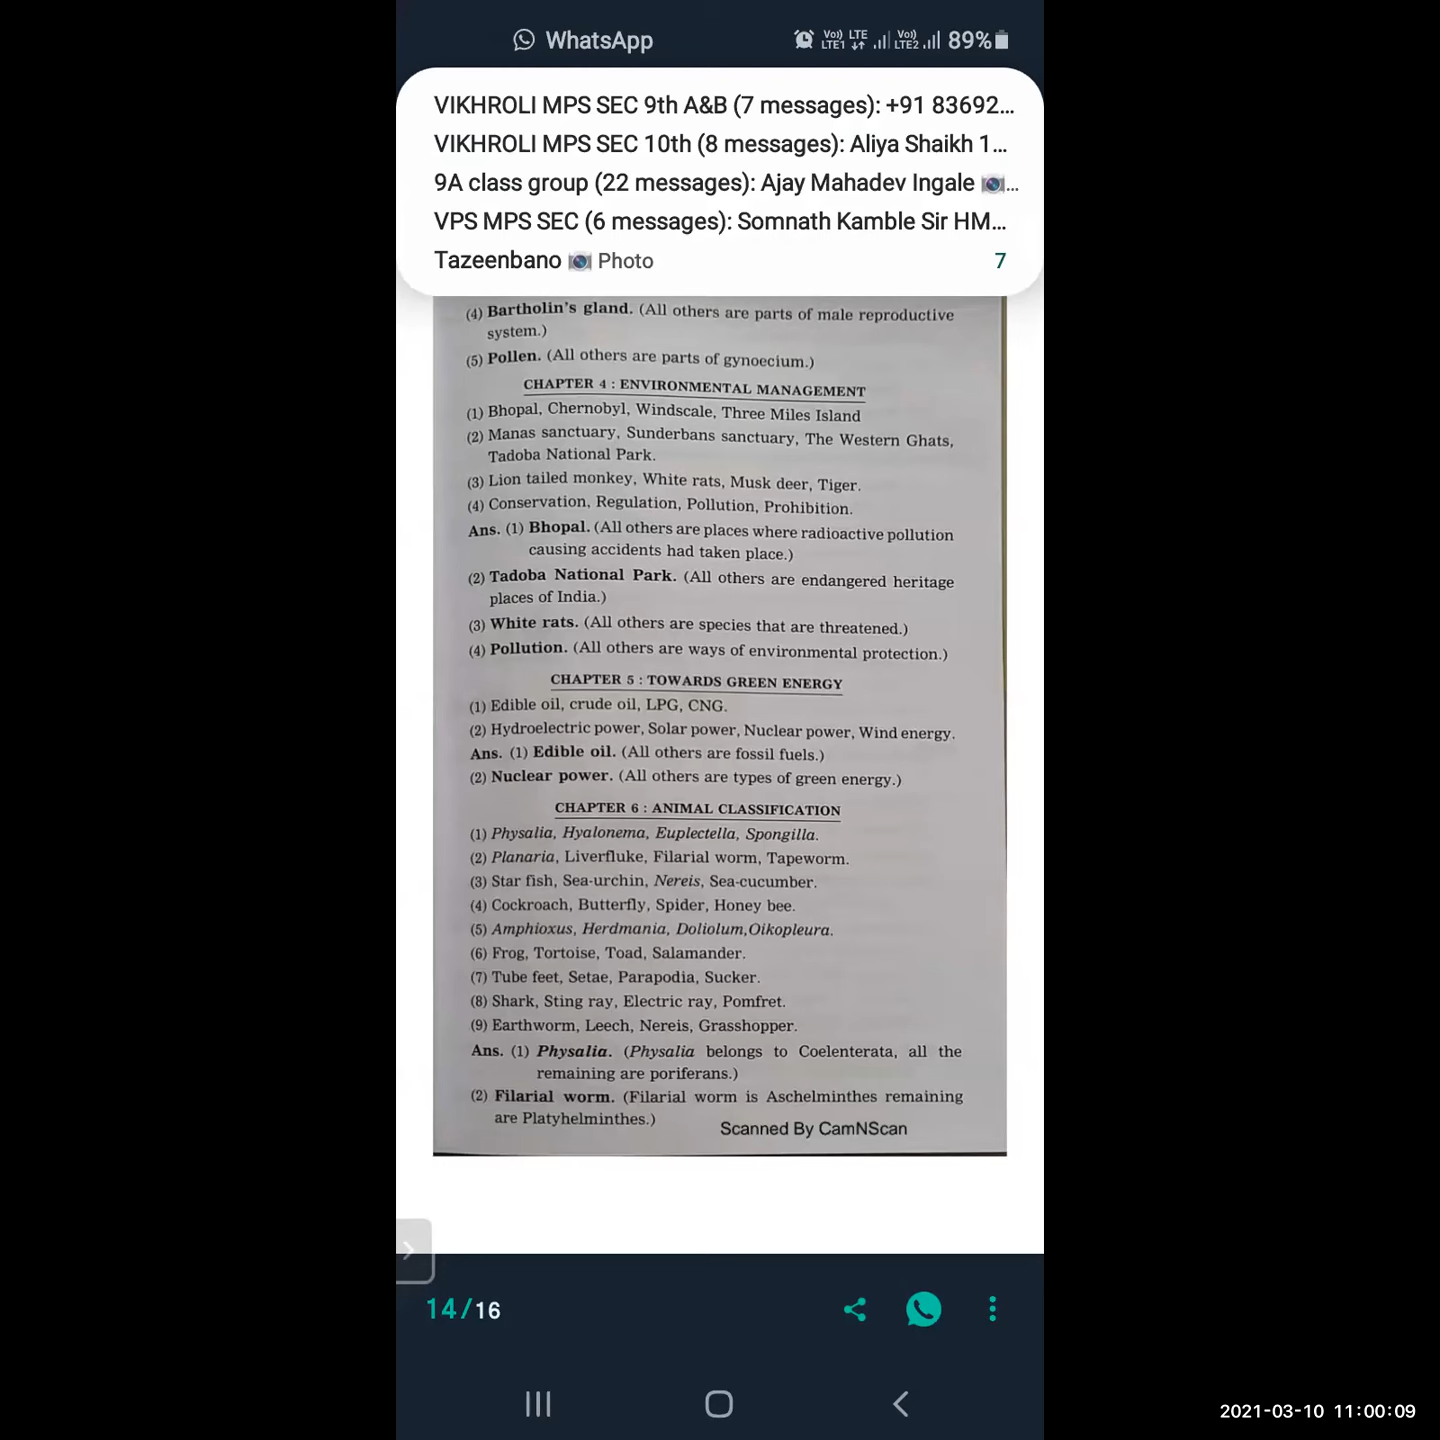 WhatsApp
Vo) LTE
LTE1
Vo)
LTE2
89%
VIKHROLI MPS SEC 9th A&B (7 messages): +91 83692...
VIKHROLI MPS SEC 10th (8 messages): Aliya Shaikh 1...
9A class group (22 messages): Ajay Mahadev Ingale 📷...
VPS MPS SEC (6 messages): Somnath Kamble Sir HM...
Tazeenbano 📷 Photo 7
(4) Bartholin's gland. (All others are parts of male reproductive
system.)
(5) Pollen. (All others are parts of gynoecium.)
CHAPTER 4 : ENVIRONMENTAL MANAGEMENT
(1) Bhopal, Chernobyl, Windscale, Three Miles Island
(2) Manas sanctuary, Sunderbans sanctuary, The Western Ghats,
Tadoba National Park.
(3) Lion tailed monkey, White rats, Musk deer, Tiger.
(4) Conservation, Regulation, Pollution, Prohibition.
Ans. (1) Bhopal. (All others are places where radioactive pollution
causing accidents had taken place.)
(2) Tadoba National Park. (All others are endangered heritage
places of India.)
(3) White rats. (All others are species that are threatened.)
(4) Pollution. (All others are ways of environmental protection.)
CHAPTER 5 : TOWARDS GREEN ENERGY
(1) Edible oil, crude oil, LPG, CNG.
(2) Hydroelectric power, Solar power, Nuclear power, Wind energy.
Ans. (1) Edible oil. (All others are fossil fuels.)
(2) Nuclear power. (All others are types of green energy.)
CHAPTER 6 : ANIMAL CLASSIFICATION
(1) Physalia, Hyalonema, Euplectella, Spongilla.
(2) Planaria, Liverfluke, Filarial worm, Tapeworm.
(3) Star fish, Sea-urchin, Nereis, Sea-cucumber.
(4) Cockroach, Butterfly, Spider, Honey bee.
(5) Amphioxus, Herdmania, Doliolum,Oikopleura.
(6) Frog, Tortoise, Toad, Salamander.
(7) Tube feet, Setae, Parapodia, Sucker.
(8) Shark, Sting ray, Electric ray, Pomfret.
(9) Earthworm, Leech, Nereis, Grasshopper.
Ans. (1) Physalia. (Physalia belongs to Coelenterata, all the
remaining are poriferans.)
(2) Filarial worm. (Filarial worm is Aschelminthes remaining
are Platyhelminthes.)
Scanned By CamNScan
14/16
2021-03-10 11:00:09